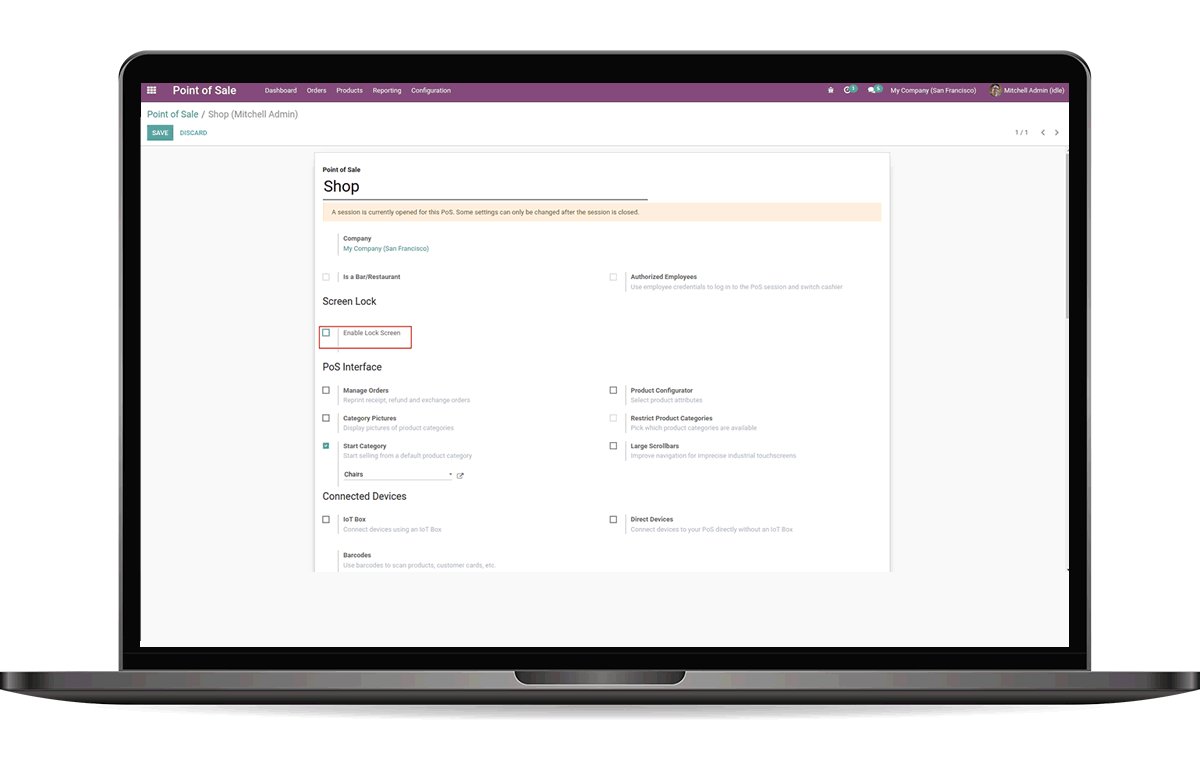 Point of Sale Dashboard Orders Products Reporting Configuration My Company (San Francisco) Mitchell Admin (idle)
Point of Sale / Shop (Mitchell Admin)
SAVE DISCARD 1 / 1
Point of Sale
Shop
A session is currently opened for this PoS. Some settings can only be changed after the session is closed.
Company
My Company (San Francisco)
Is a Bar/Restaurant Authorized Employees
Use employee credentials to log in to the PoS session and switch cashier
Screen Lock
Enable Lock Screen
PoS Interface
Manage Orders Product Configurator
Reprint receipt, refund and exchange orders Select product attributes
Category Pictures Restrict Product Categories
Display pictures of product categories Pick which product categories are available
Start Category Large Scrollbars
Start selling from a default product category Improve navigation for imprecise industrial touchscreens
Chairs
Connected Devices
IoT Box Direct Devices
Connect devices using an IoT Box Connect devices to your PoS directly without an IoT Box
Barcodes
Use barcodes to scan products, customer cards, etc.